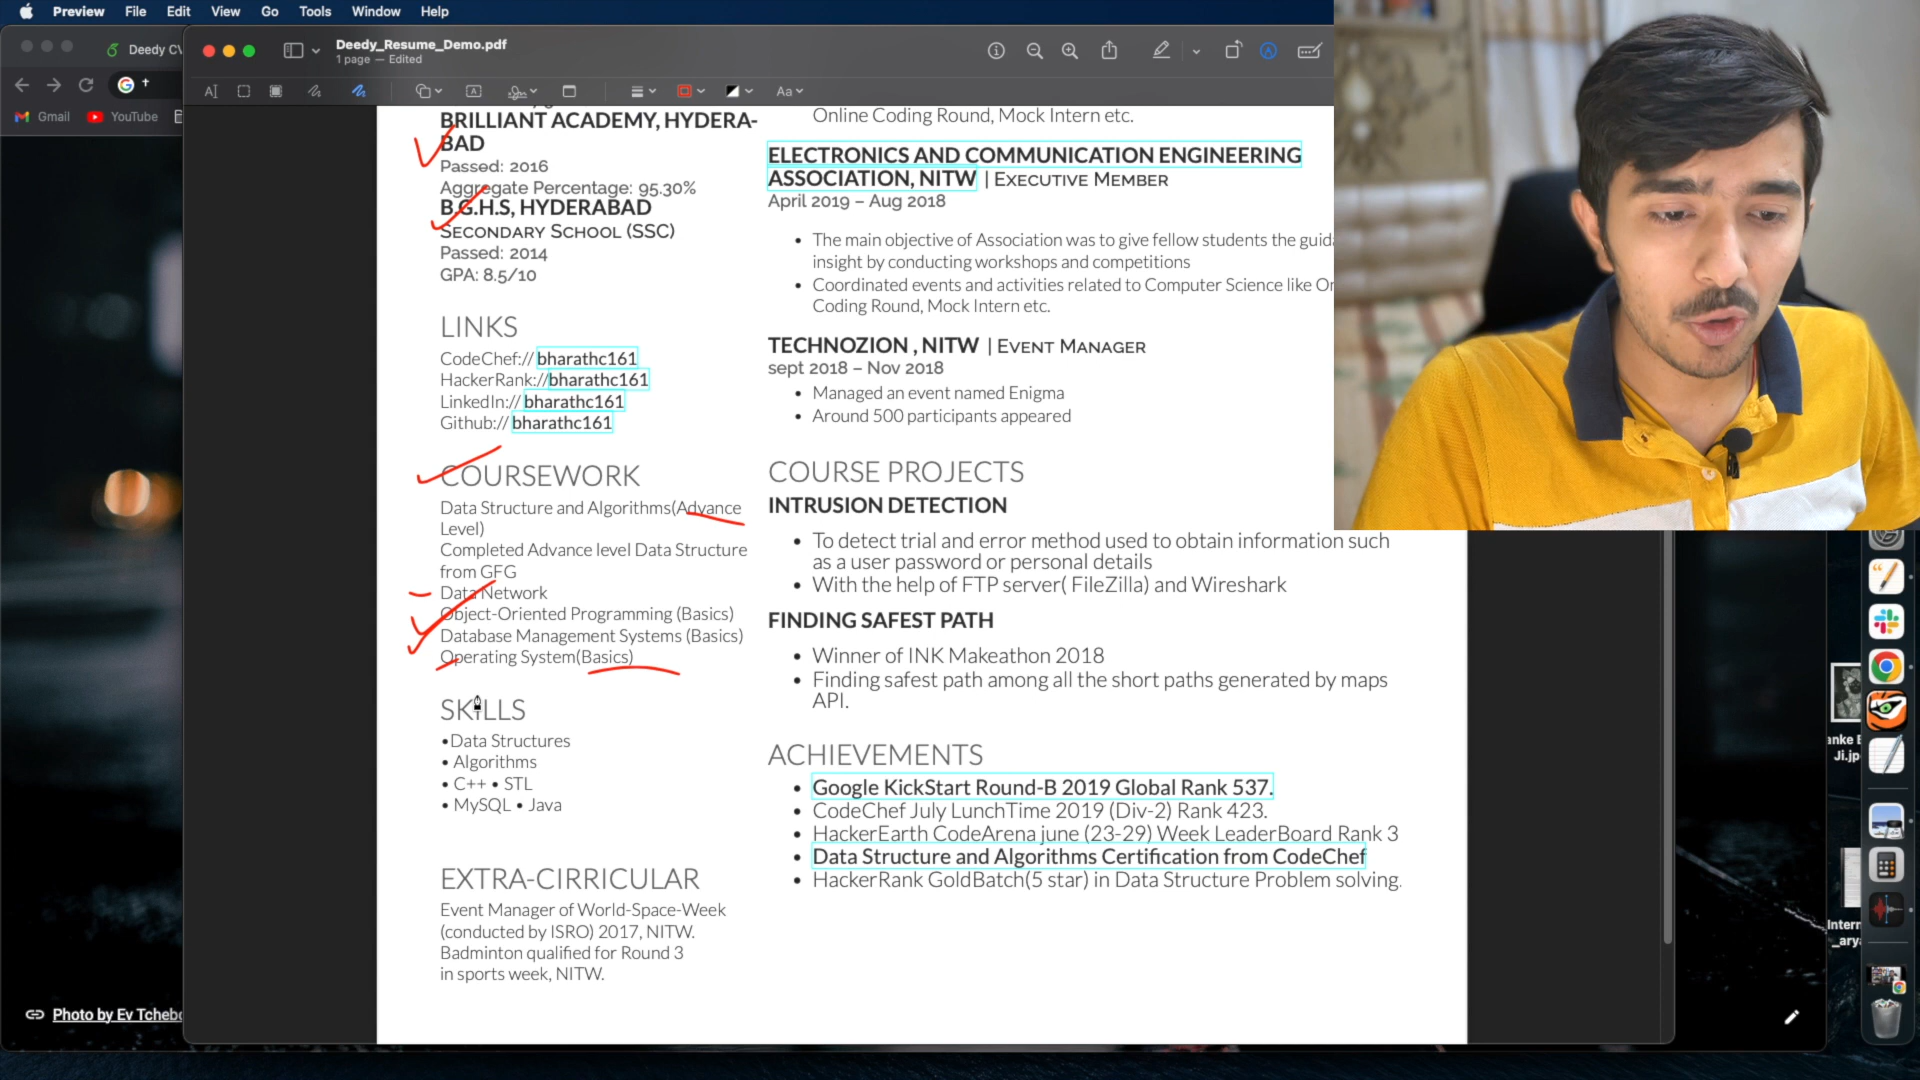 Preview File Edit View Go Tools Window Help
Deedy CV
Gmail YouTube
Deedy_Resume_Demo.pdf
1 page — Edited
Aa
BRILLIANT ACADEMY, HYDERA-
BAD
Passed: 2016
Aggregate Percentage: 95.30%
B.G.H.S, HYDERABAD
SECONDARY SCHOOL (SSC)
Passed: 2014
GPA: 8.5/10
LINKS
CodeChef:// bharathc161
HackerRank://bharathc161
LinkedIn:// bharathc161
Github:// bharathc161
COURSEWORK
Data Structure and Algorithms(Advance
Level)
Completed Advance level Data Structure
from GFG
Data Network
Object-Oriented Programming (Basics)
Database Management Systems (Basics)
Operating System(Basics)
SKILLS
•Data Structures
• Algorithms
• C++ • STL
• MySQL • Java
EXTRA-CIRRICULAR
Event Manager of World-Space-Week
(conducted by ISRO) 2017, NITW.
Badminton qualified for Round 3
in sports week, NITW.
Online Coding Round, Mock Intern etc.
ELECTRONICS AND COMMUNICATION ENGINEERING
ASSOCIATION, NITW | EXECUTIVE MEMBER
April 2019 – Aug 2018
• The main objective of Association was to give fellow students the guid
insight by conducting workshops and competitions
• Coordinated events and activities related to Computer Science like On
Coding Round, Mock Intern etc.
TECHNOZION , NITW | EVENT MANAGER
sept 2018 – Nov 2018
• Managed an event named Enigma
• Around 500 participants appeared
COURSE PROJECTS
INTRUSION DETECTION
• To detect trial and error method used to obtain information such
as a user password or personal details
• With the help of FTP server( FileZilla) and Wireshark
FINDING SAFEST PATH
• Winner of INK Makeathon 2018
• Finding safest path among all the short paths generated by maps
API.
ACHIEVEMENTS
• Google KickStart Round-B 2019 Global Rank 537.
• CodeChef July LunchTime 2019 (Div-2) Rank 423.
• HackerEarth CodeArena june (23-29) Week LeaderBoard Rank 3
• Data Structure and Algorithms Certification from CodeChef
• HackerRank GoldBatch(5 star) in Data Structure Problem solving.
Photo by Ev Tchebo
Ji.jp
Intern
_ary